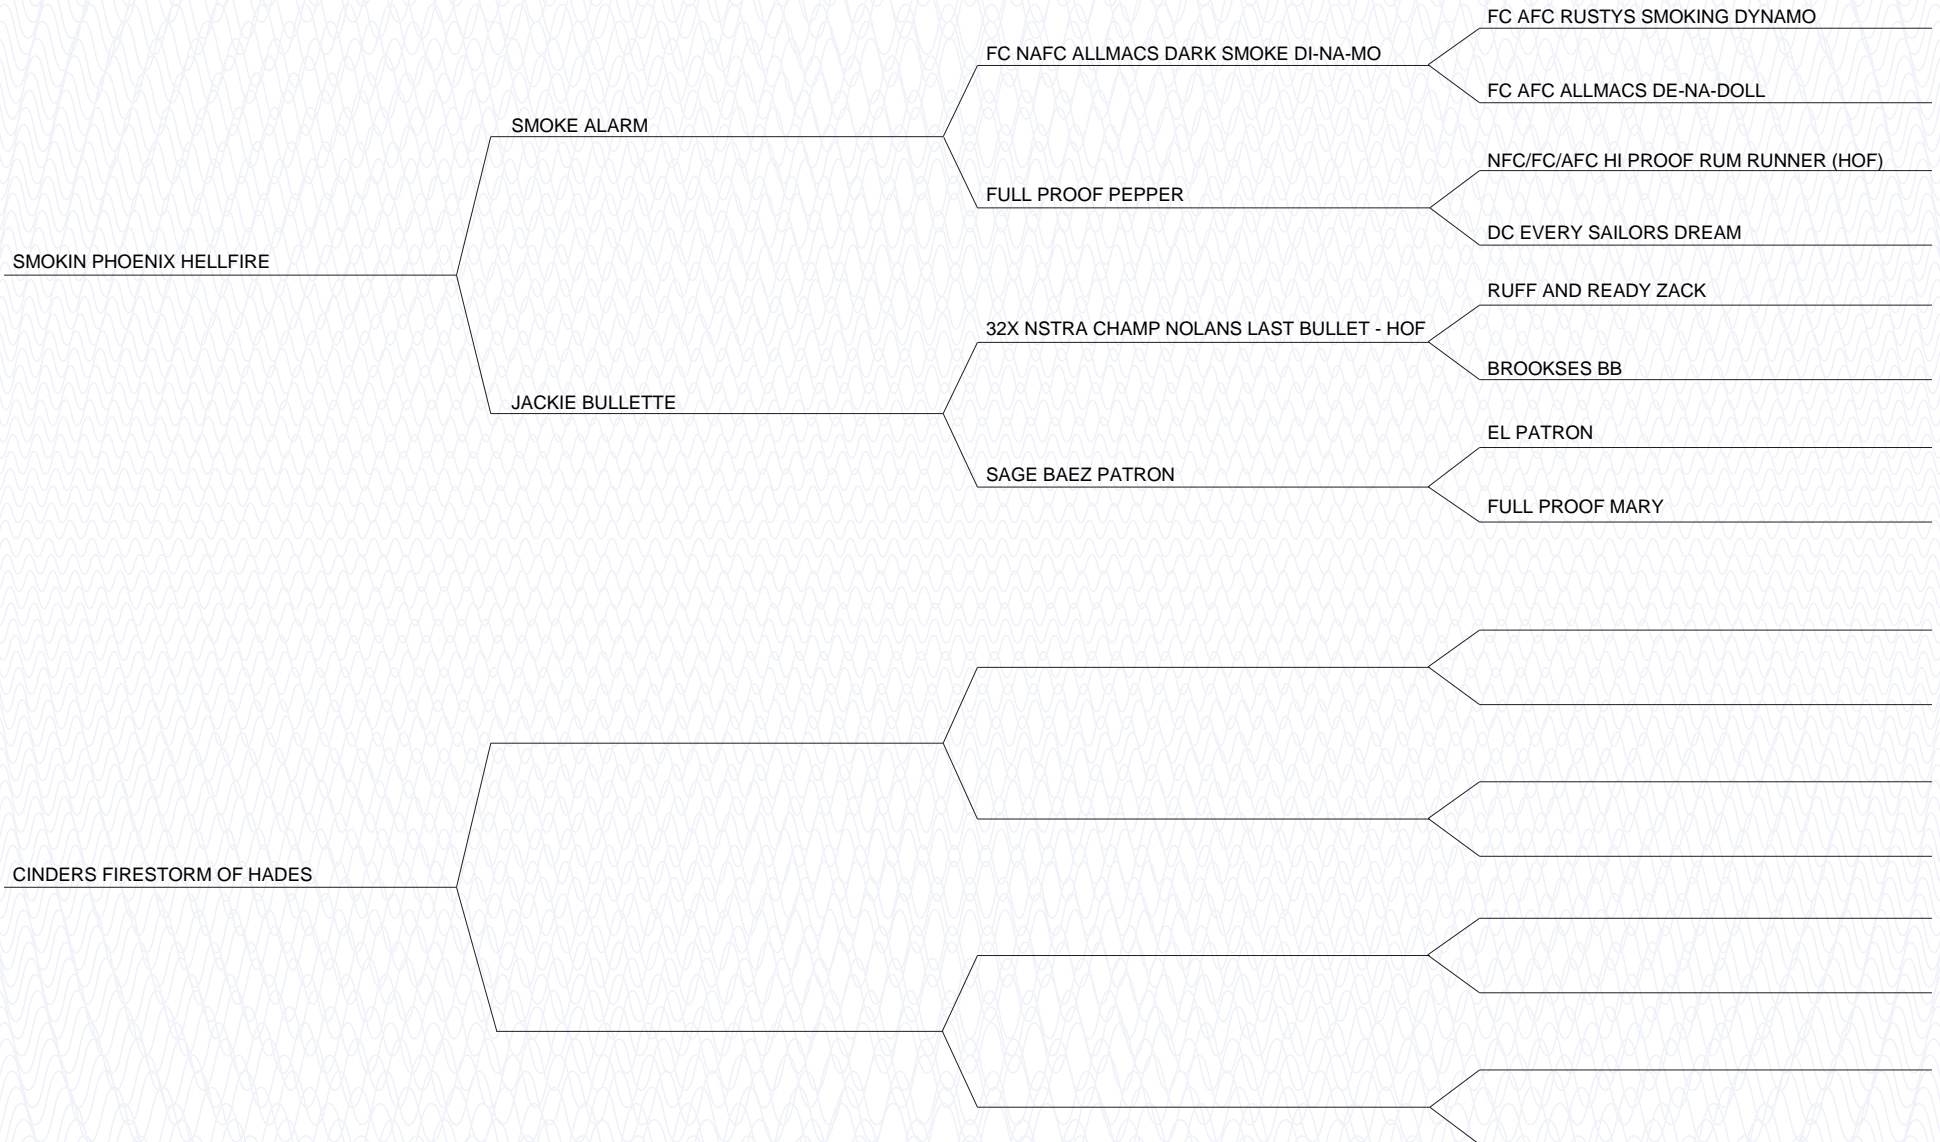 FC AFC RUSTYS SMOKING DYNAMO
FC NAFC ALLMACS DARK SMOKE DI-NA-MO
FC AFC ALLMACS DE-NA-DOLL
SMOKE ALARM
NFC/FC/AFC HI PROOF RUM RUNNER (HOF)
FULL PROOF PEPPER
DC EVERY SAILORS DREAM
SMOKIN PHOENIX HELLFIRE
RUFF AND READY ZACK
32X NSTRA CHAMP NOLANS LAST BULLET - HOF
BROOKSES BB
JACKIE BULLETTE
EL PATRON
SAGE BAEZ PATRON
FULL PROOF MARY
CINDERS FIRESTORM OF HADES